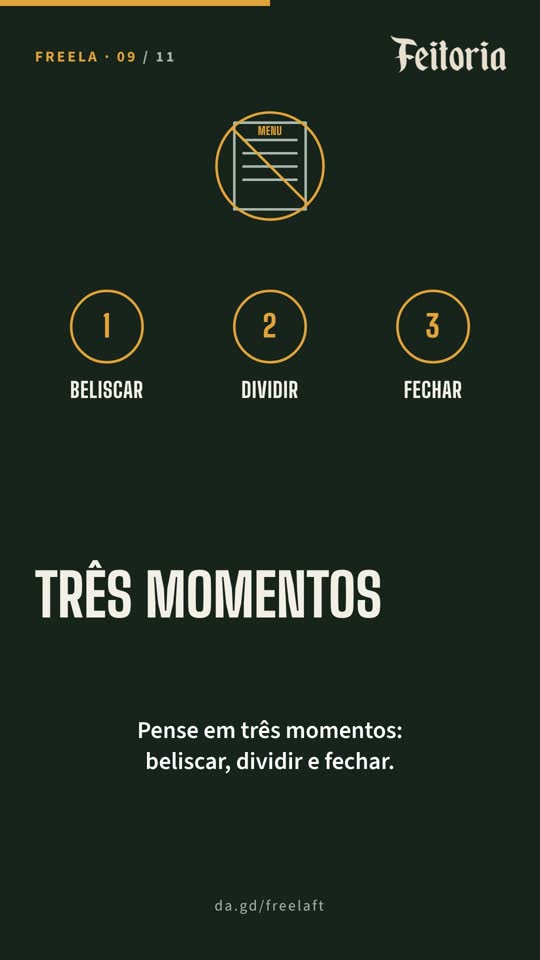 FREELA · 09 / 11
Feitoria
MENU
1
2
3
BELISCAR
DIVIDIR
FECHAR
TRÊS MOMENTOS
Pense em três momentos:
beliscar, dividir e fechar.
da.gd/freelaft